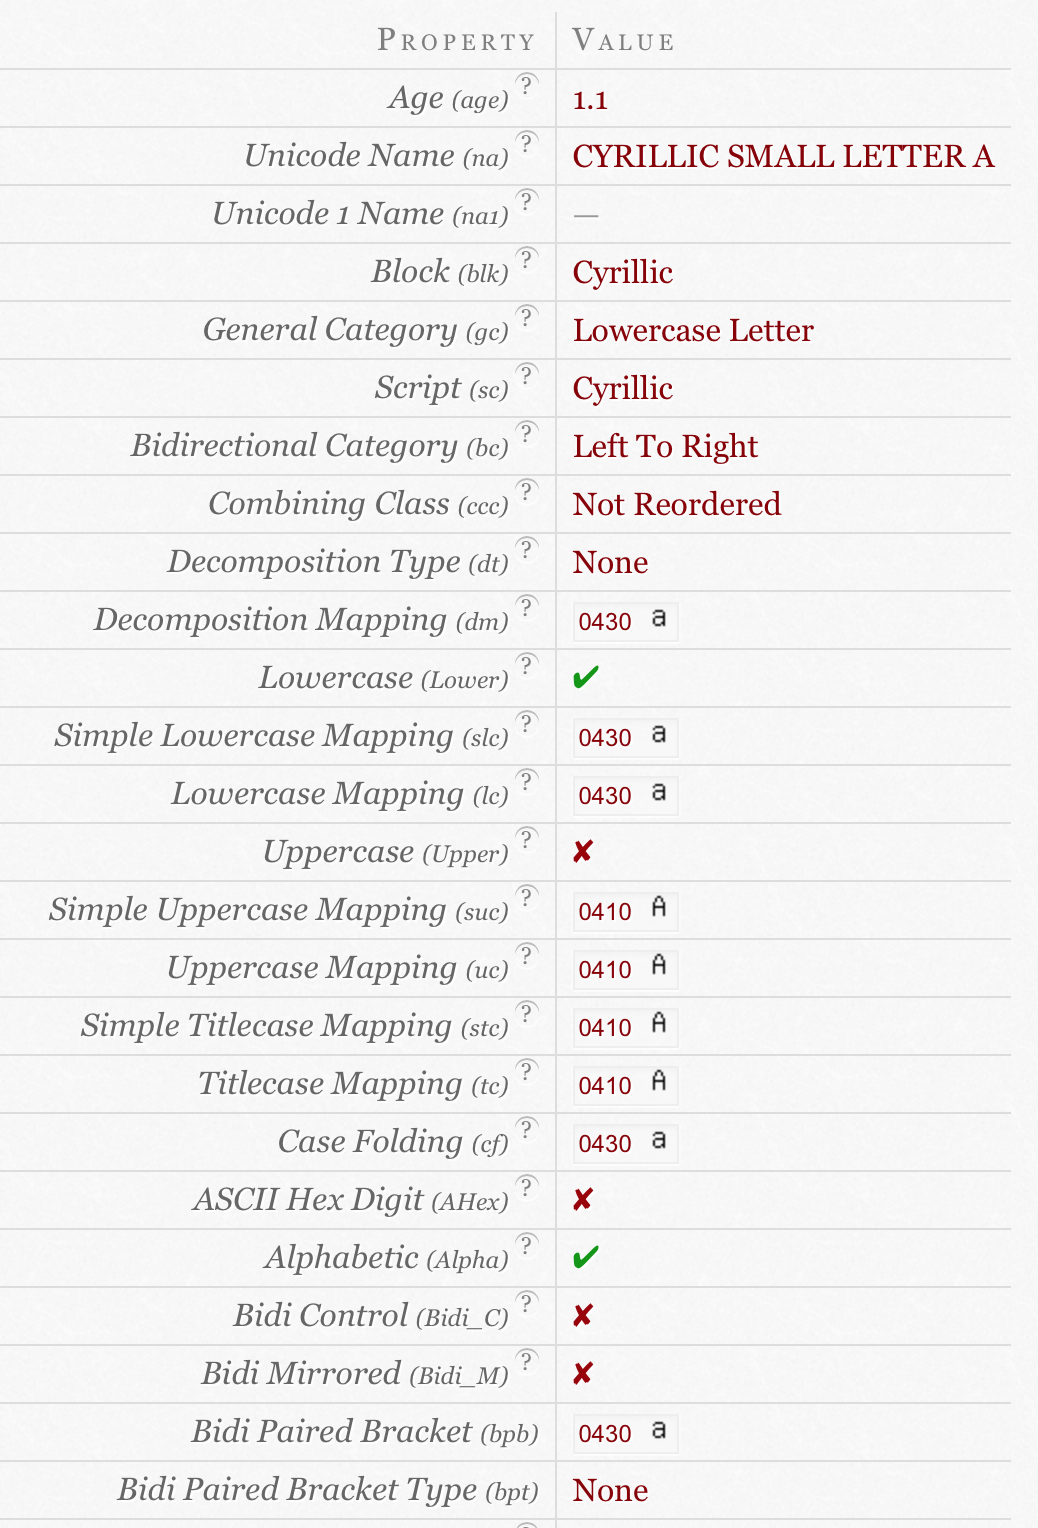 Property Value
Age (age) ? 1.1
Unicode Name (na) ? CYRILLIC SMALL LETTER A
Unicode 1 Name (na1) ? —
Block (blk) ? Cyrillic
General Category (gc) ? Lowercase Letter
Script (sc) ? Cyrillic
Bidirectional Category (bc) ? Left To Right
Combining Class (ccc) ? Not Reordered
Decomposition Type (dt) ? None
Decomposition Mapping (dm) ? 0430 а
Lowercase (Lower) ? ✔
Simple Lowercase Mapping (slc) ? 0430 а
Lowercase Mapping (lc) ? 0430 а
Uppercase (Upper) ? ✘
Simple Uppercase Mapping (suc) ? 0410 А
Uppercase Mapping (uc) ? 0410 А
Simple Titlecase Mapping (stc) ? 0410 А
Titlecase Mapping (tc) ? 0410 А
Case Folding (cf) ? 0430 а
ASCII Hex Digit (AHex) ? ✘
Alphabetic (Alpha) ? ✔
Bidi Control (Bidi_C) ? ✘
Bidi Mirrored (Bidi_M) ? ✘
Bidi Paired Bracket (bpb) 0430 а
Bidi Paired Bracket Type (bpt) None